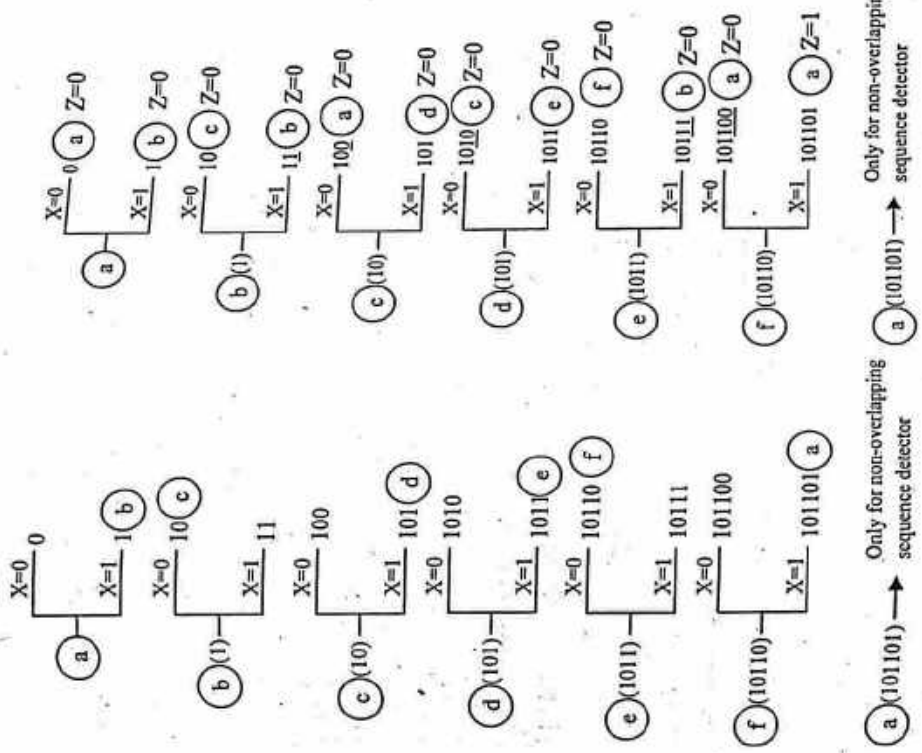 X=0 0
a
X=1 1 b
X=0 10 c
b (1)
X=1 11
X=0 100
c (10)
X=1 101 d
X=0 1010
d (101)
X=1 1011 e
X=0 10110 f
e (1011)
X=1 10111
X=0 101100
f (10110)
X=1 101101 a
a (101101) → Only for non-overlapping
sequence detector
X=0 0 a Z=0
a
X=1 1 b Z=0
X=0 10 c Z=0
b (1)
X=1 11 b Z=0
X=0 100 a Z=0
c (10)
X=1 101 d Z=0
X=0 1010 c Z=0
d (101)
X=1 1011 e Z=0
X=0 10110 f Z=0
e (1011)
X=1 10111 b Z=0
X=0 101100 a Z=0
f (10110)
X=1 101101 a Z=1
a (101101) → Only for non-overlappin
sequence detector